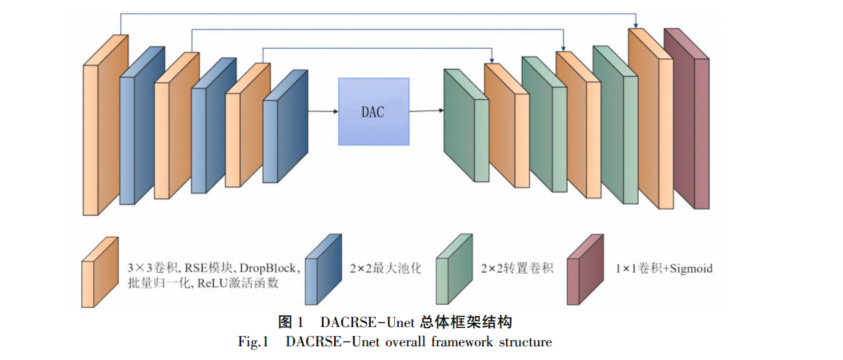 DAC
3×3卷积, RSE模块, DropBlock,
批量归一化, ReLU激活函数
2×2最大池化
2×2转置卷积
1×1卷积+Sigmoid
图 1 DACRSE-Unet 总体框架结构
Fig.1 DACRSE-Unet overall framework structure